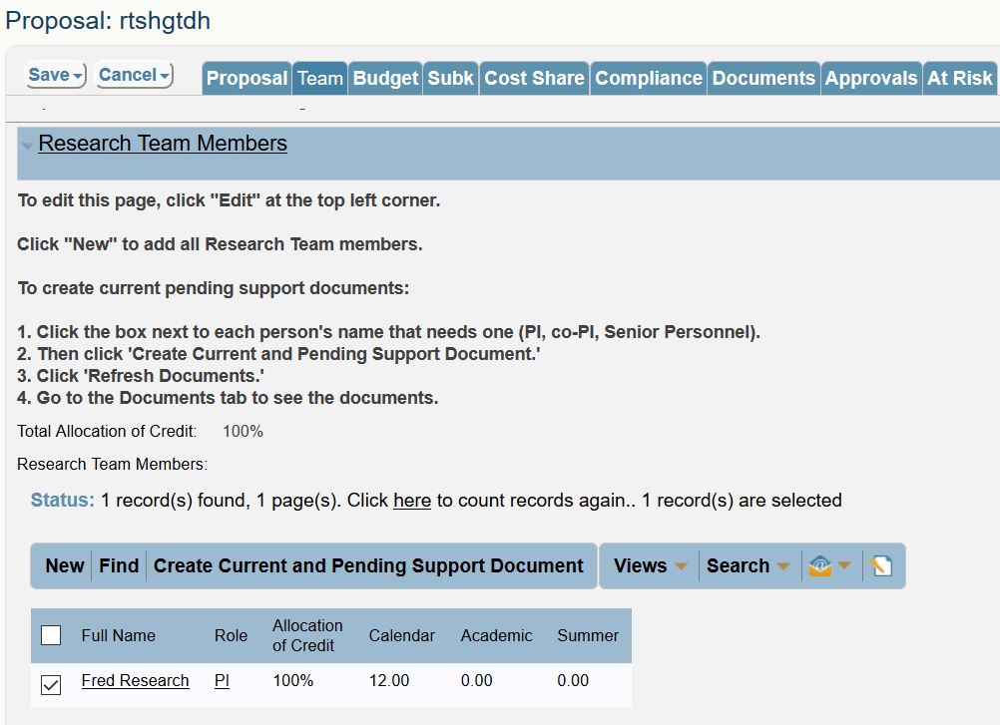 Proposal: rtshgtdh
Save Cancel Proposal Team Budget Subk Cost Share Compliance Documents Approvals At Risk
Research Team Members
To edit this page, click "Edit" at the top left corner.
Click "New" to add all Research Team members.
To create current pending support documents:
1. Click the box next to each person's name that needs one (PI, co-PI, Senior Personnel).
2. Then click 'Create Current and Pending Support Document.'
3. Click 'Refresh Documents.'
4. Go to the Documents tab to see the documents.
Total Allocation of Credit: 100%
Research Team Members:
Status: 1 record(s) found, 1 page(s). Click here to count records again.. 1 record(s) are selected
New Find Create Current and Pending Support Document Views Search
Full Name Role Allocation of Credit Calendar Academic Summer
Fred Research PI 100% 12.00 0.00 0.00